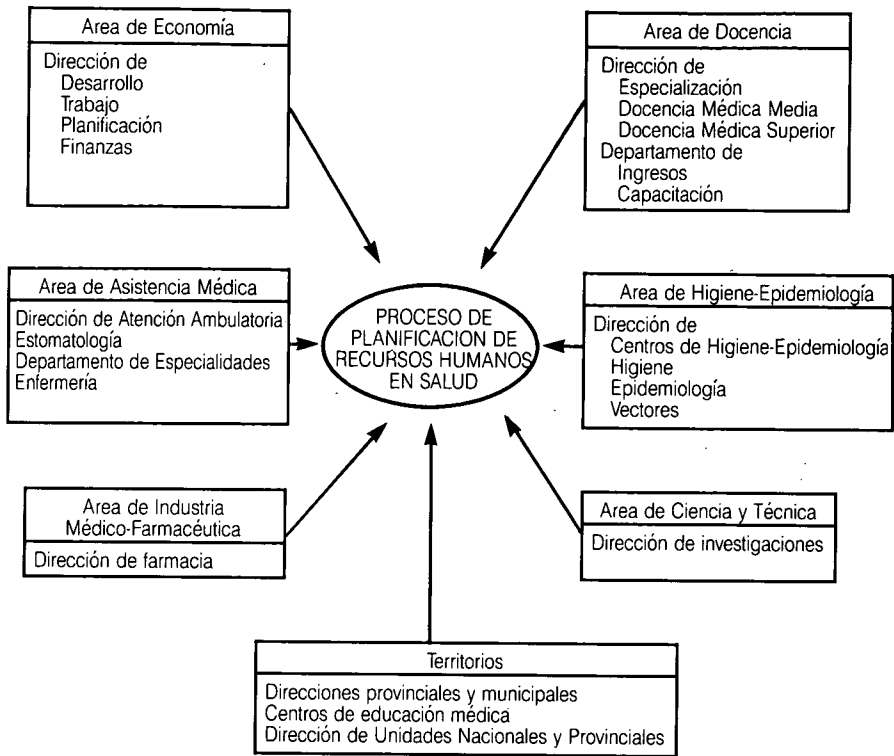 Area de Economía
Dirección de
Desarrollo
Trabajo
Planificación
Finanzas
Area de Docencia
Dirección de
Especialización
Docencia Médica Media
Docencia Médica Superior
Departamento de
Ingresos
Capacitación
Area de Asistencia Médica
Dirección de Atención Ambulatoria
Estomatología
Departamento de Especialidades
Enfermería
PROCESO DE
PLANIFICACION DE
RECURSOS HUMANOS
EN SALUD
Area de Higiene-Epidemiología
Dirección de
Centros de Higiene-Epidemiología
Higiene
Epidemiología
Vectores
Area de Industria
Médico-Farmacéutica
Dirección de farmacia
Area de Ciencia y Técnica
Dirección de investigaciones
Territorios
Direcciones provinciales y municipales
Centros de educación médica
Dirección de Unidades Nacionales y Provinciales